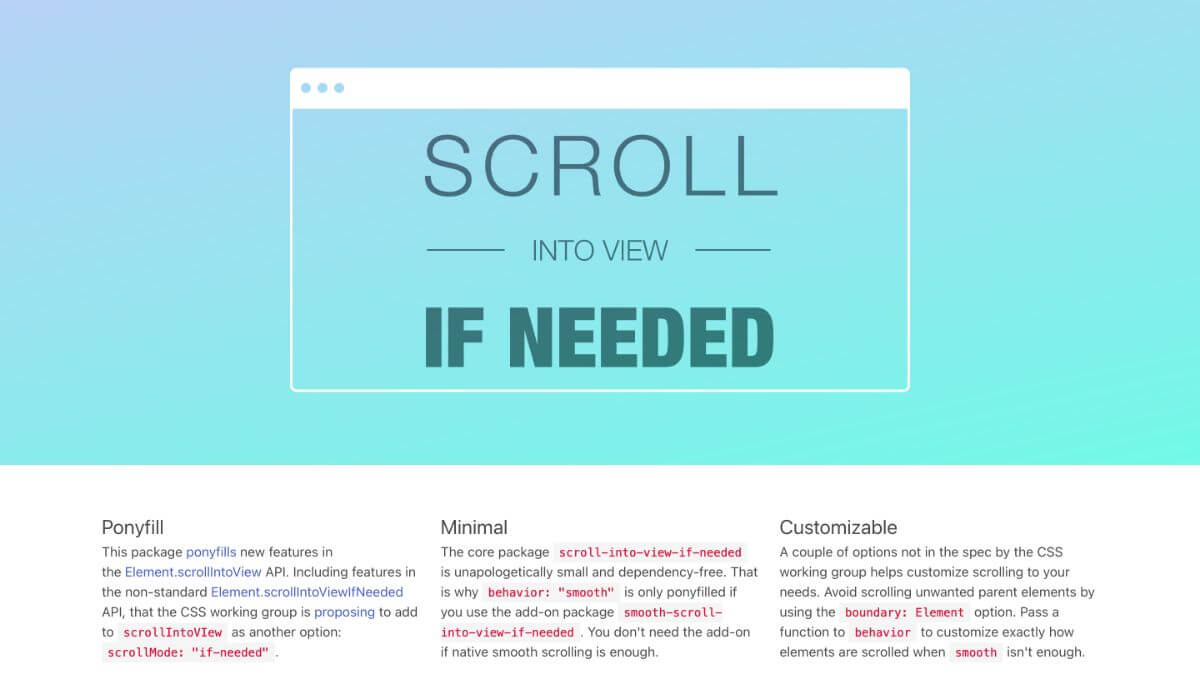 SCROLL
INTO VIEW
IF NEEDED
Ponyfill
This package ponyfills new features in
the Element.scrollIntoView API. Including features in
the non-standard Element.scrollIntoViewIfNeeded
API, that the CSS working group is proposing to add
to scrollIntoVIew as another option:
scrollMode: "if-needed" .
Minimal
The core package scroll-into-view-if-needed
is unapologetically small and dependency-free. That
is why behavior: "smooth" is only ponyfilled if
you use the add-on package smooth-scroll-
into-view-if-needed . You don't need the add-on
if native smooth scrolling is enough.
Customizable
A couple of options not in the spec by the CSS
working group helps customize scrolling to your
needs. Avoid scrolling unwanted parent elements by
using the boundary: Element option. Pass a
function to behavior to customize exactly how
elements are scrolled when smooth isn't enough.